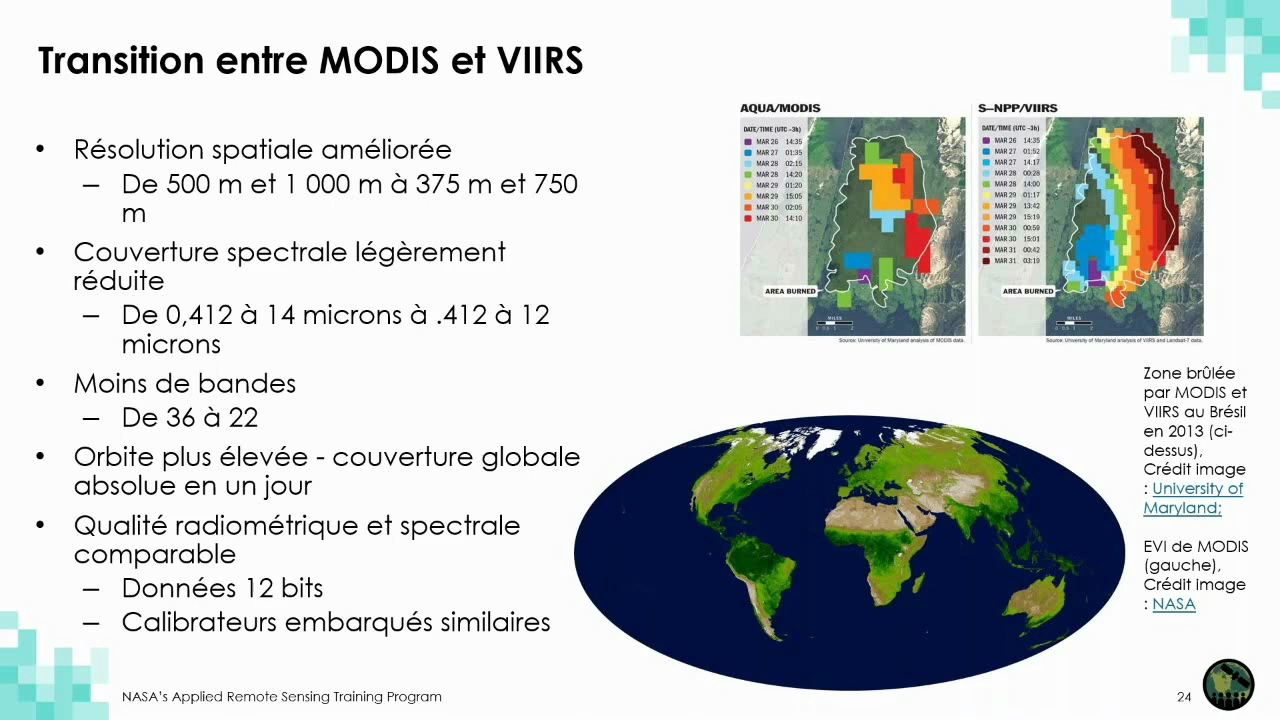 Transition entre MODIS et VIIRS
• Résolution spatiale améliorée
– De 500 m et 1 000 m à 375 m et 750
m
• Couverture spectrale légèrement
réduite
– De 0,412 à 14 microns à .412 à 12
microns
• Moins de bandes
– De 36 à 22
• Orbite plus élevée - couverture globale
absolue en un jour
• Qualité radiométrique et spectrale
comparable
– Données 12 bits
– Calibrateurs embarqués similaires
AQUA/MODIS
DATE/TIME (UTC –3h)
MAR 26 14:35
MAR 27 01:35
MAR 28 02:15
MAR 28 14:20
MAR 29 01:20
MAR 29 15:05
MAR 30 02:05
MAR 30 14:10
AREA BURNED
MILES
0 0.5 1 2
Source: University of Maryland analysis of MODIS data.
S–NPP/VIIRS
DATE/TIME (UTC –3h)
MAR 26 14:35
MAR 27 01:52
MAR 27 14:17
MAR 28 00:28
MAR 28 14:00
MAR 29 01:17
MAR 29 13:42
MAR 29 15:19
MAR 30 00:59
MAR 30 15:01
MAR 31 00:42
MAR 31 03:19
AREA BURNED
MILES
0 0.5 1 2
Source: University of Maryland analysis of VIIRS and Landsat-7 data.
Zone brûlée
par MODIS et
VIIRS au Brésil
en 2013 (ci-
dessus),
Crédit image
: University of
Maryland;
EVI de MODIS
(gauche),
Crédit image
: NASA
NASA's Applied Remote Sensing Training Program
24